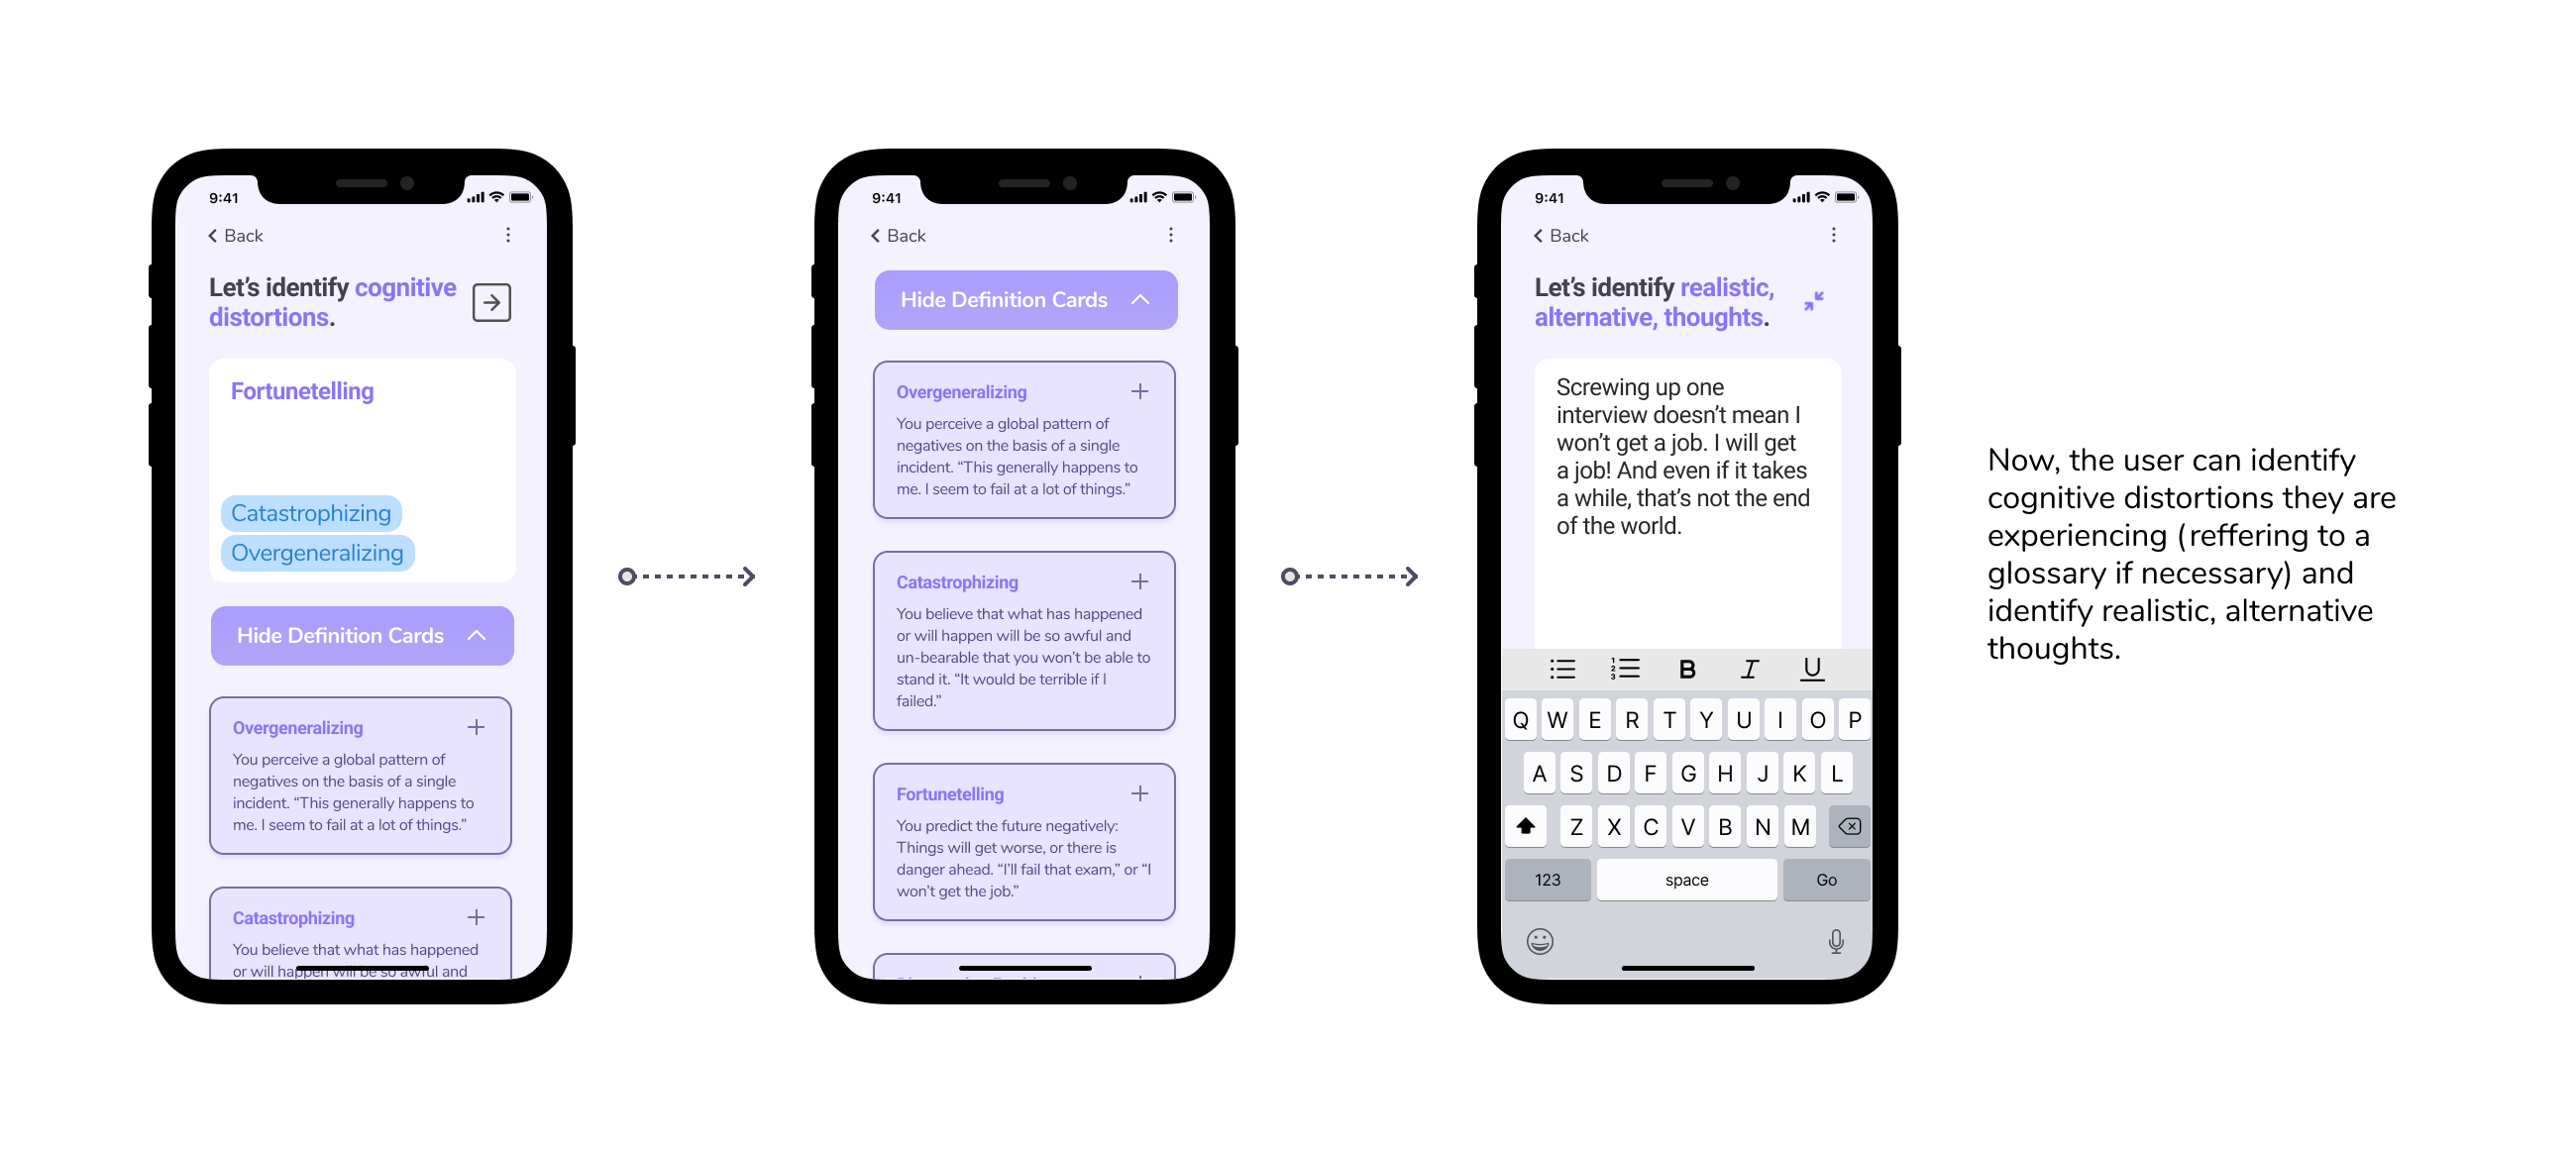 9:41
Back
Let’s identify cognitive
distortions.
Fortunetelling
Catastrophizing
Overgeneralizing
Hide Definition Cards
Overgeneralizing
You perceive a global pattern of
negatives on the basis of a single
incident. “This generally happens to
me. I seem to fail at a lot of things.”
Catastrophizing
You believe that what has happened
or will happen will be so awful and
9:41
Back
Hide Definition Cards
Overgeneralizing
You perceive a global pattern of
negatives on the basis of a single
incident. “This generally happens to
me. I seem to fail at a lot of things.”
Catastrophizing
You believe that what has happened
or will happen will be so awful and
un-bearable that you won’t be able to
stand it. “It would be terrible if I
failed.”
Fortunetelling
You predict the future negatively:
Things will get worse, or there is
danger ahead. “I’ll fail that exam,” or “I
won’t get the job.”
9:41
Back
Let’s identify realistic,
alternative, thoughts.
Screwing up one
interview doesn’t mean I
won’t get a job. I will get
a job! And even if it takes
a while, that’s not the end
of the world.
B I U
Q W E R T Y U I O P
A S D F G H J K L
Z X C V B N M
123 space Go
Now, the user can identify
cognitive distortions they are
experiencing (reffering to a
glossary if necessary) and
identify realistic, alternative
thoughts.